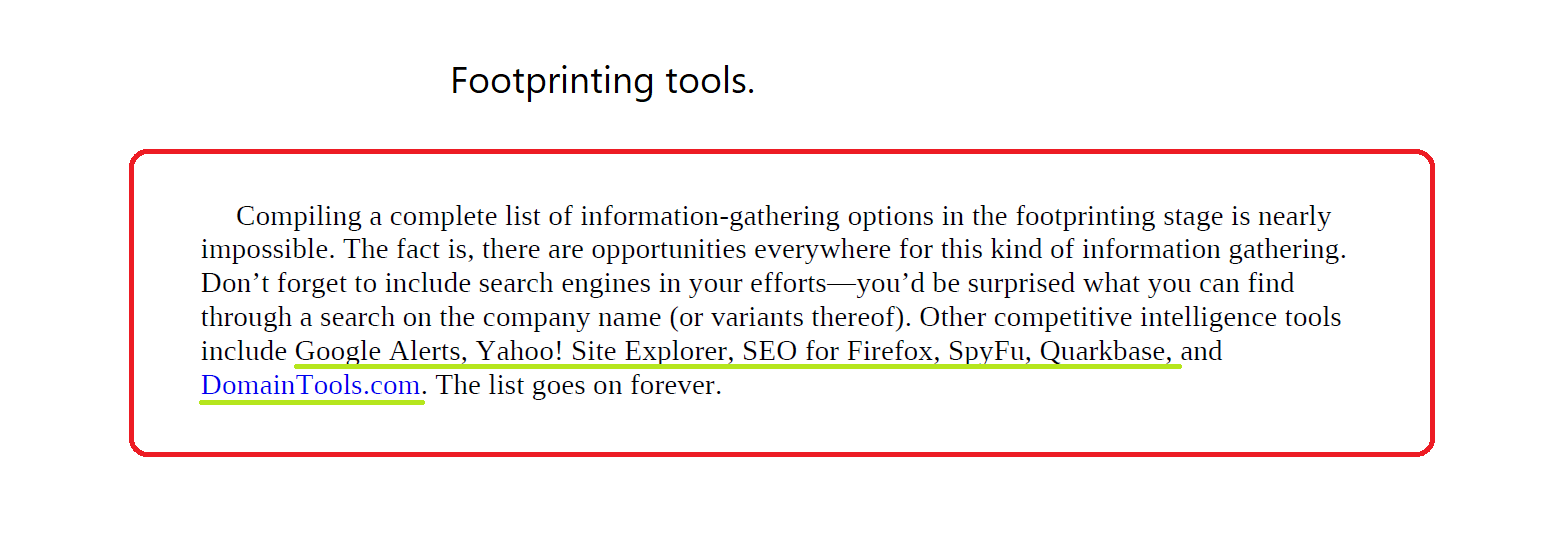 Footprinting tools.
Compiling a complete list of information-gathering options in the footprinting stage is nearly
impossible. The fact is, there are opportunities everywhere for this kind of information gathering.
Don’t forget to include search engines in your efforts—you’d be surprised what you can find
through a search on the company name (or variants thereof). Other competitive intelligence tools
include Google Alerts, Yahoo! Site Explorer, SEO for Firefox, SpyFu, Quarkbase, and
DomainTools.com. The list goes on forever.